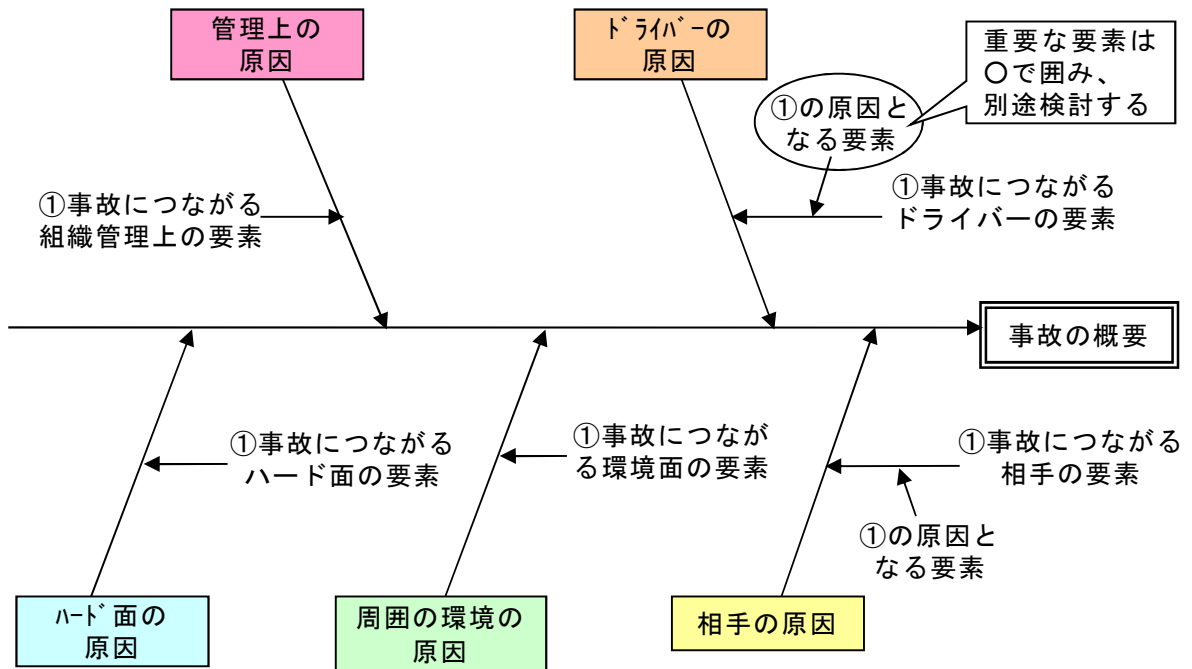 管理上の
原因
ﾄﾞﾗｲﾊﾞｰの
原因
重要な要素は
〇で囲み、
別途検討する
①の原因と
なる要素
①事故につながる
組織管理上の要素
①事故につながる
ドライバーの要素
事故の概要
①事故につながる
ハード面の要素
①事故につなが
る環境面の要素
①事故につながる
相手の要素
①の原因と
なる要素
ﾊｰﾄﾞ面の
原因
周囲の環境の
原因
相手の原因